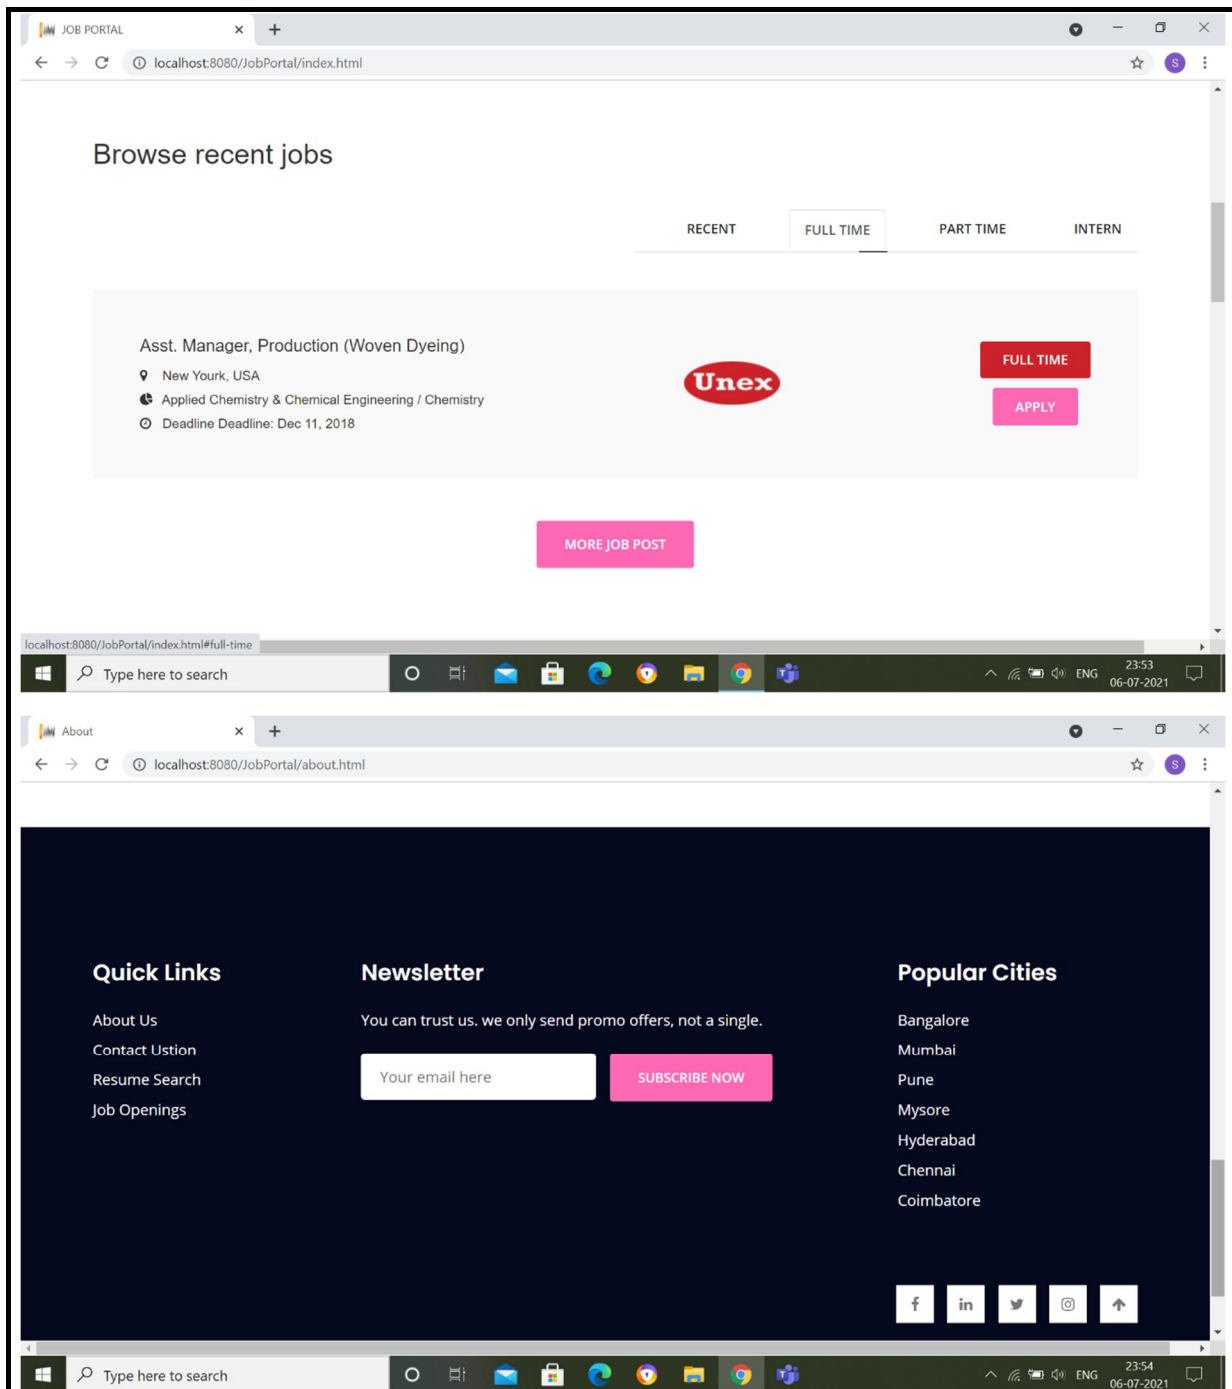 JOB PORTAL
localhost:8080/JobPortal/index.html
S
Browse recent jobs
RECENT FULL TIME PART TIME INTERN
Asst. Manager, Production (Woven Dyeing)
New Yourk, USA
Applied Chemistry & Chemical Engineering / Chemistry
Deadline Deadline: Dec 11, 2018
Unex
FULL TIME
APPLY
MORE JOB POST
localhost:8080/JobPortal/index.html#full-time
Type here to search
ENG
23:53
06-07-2021
About
localhost:8080/JobPortal/about.html
S
Quick Links
About Us
Contact Ustion
Resume Search
Job Openings
Newsletter
You can trust us. we only send promo offers, not a single.
Your email here
SUBSCRIBE NOW
Popular Cities
Bangalore
Mumbai
Pune
Mysore
Hyderabad
Chennai
Coimbatore
f in
Type here to search
ENG
23:54
06-07-2021